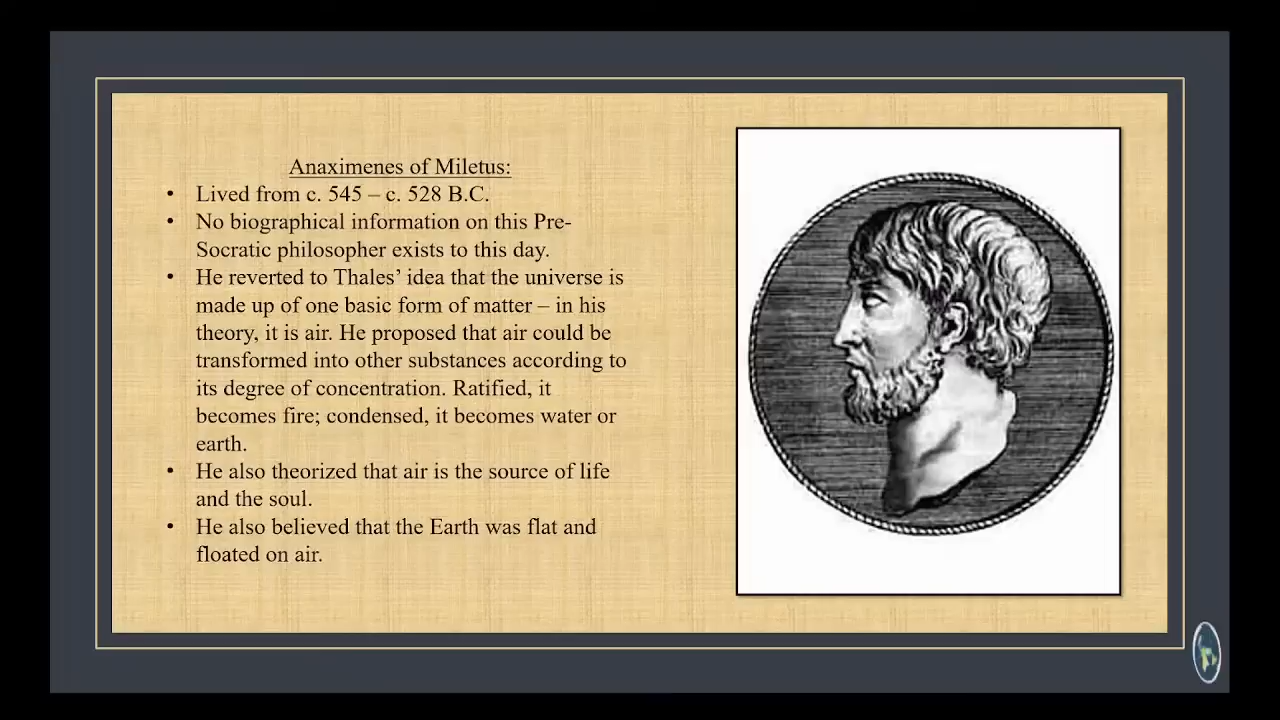 Anaximenes of Miletus:
• Lived from c. 545 – c. 528 B.C.
• No biographical information on this Pre-
Socratic philosopher exists to this day.
• He reverted to Thales’ idea that the universe is
made up of one basic form of matter – in his
theory, it is air. He proposed that air could be
transformed into other substances according to
its degree of concentration. Ratified, it
becomes fire; condensed, it becomes water or
earth.
• He also theorized that air is the source of life
and the soul.
• He also believed that the Earth was flat and
floated on air.